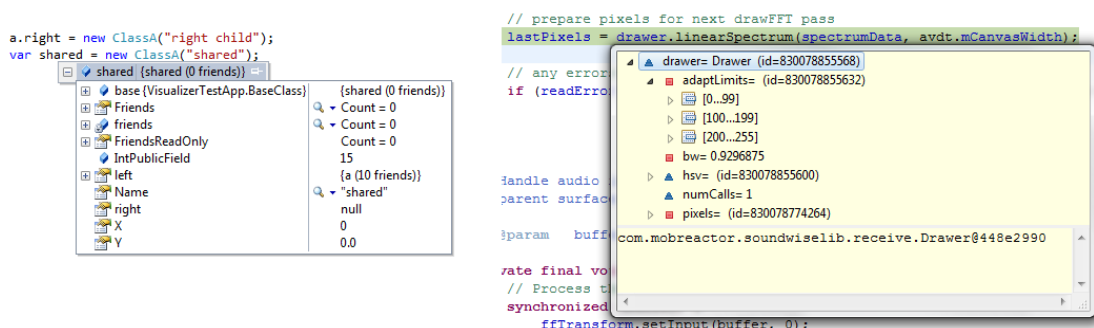 a.right = new ClassA("right child");
var shared = new ClassA("shared");
shared {shared (0 friends)}
base {VisualizerTestApp.BaseClass} {shared (0 friends)}
Friends Count = 0
friends Count = 0
FriendsReadOnly Count = 0
IntPublicField 15
left {a (10 friends)}
Name "shared"
right null
X 0
Y 0.0
// prepare pixels for next drawFFT pass
lastPixels = drawer.linearSpectrum(spectrumData, avdt.mCanvasWidth);
// any error
if (readErro
Handle audio
parent surfac
@param buffe
vate final vo
// Process t
synchronized
ffTransform.setInput(buffer, 0);
drawer= Drawer (id=830078855568)
adaptLimits= (id=830078855632)
[0...99]
[100...199]
[200...255]
bw= 0.9296875
hsv= (id=830078855600)
numCalls= 1
pixels= (id=830078774264)
com.mobreactor.soundwiselib.receive.Drawer@448e2990